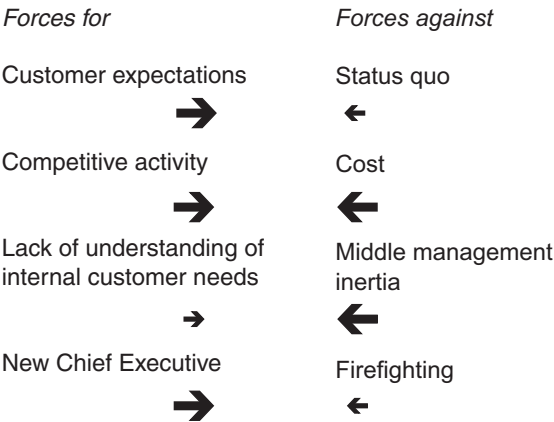 Forces for
Forces against
Customer expectations
Status quo
Competitive activity
Cost
Lack of understanding of
internal customer needs
Middle management
inertia
New Chief Executive
Firefighting